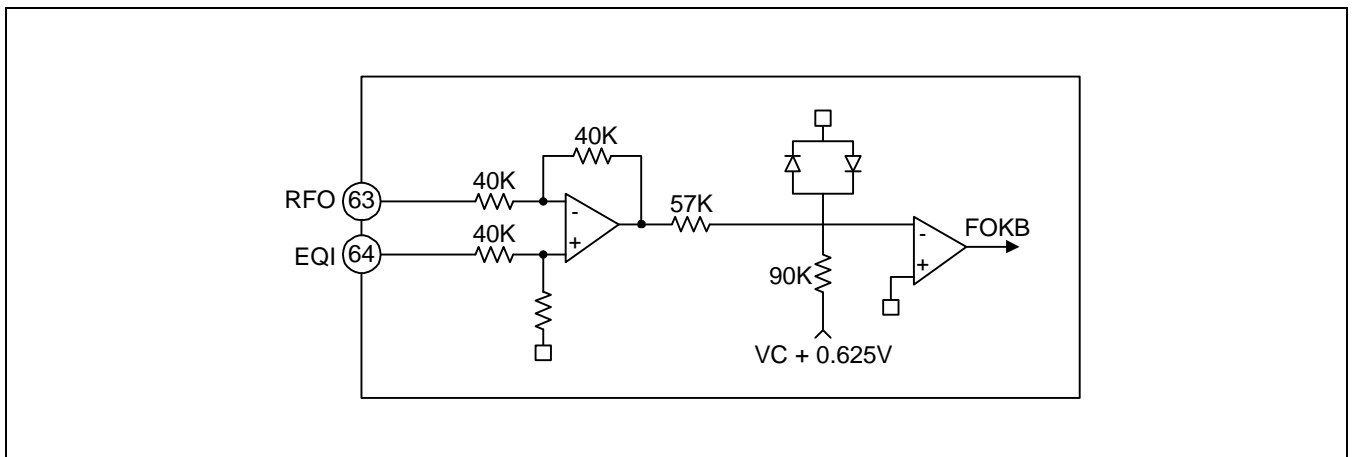 40K
40K
RFO 63
57K
FOKB
-
-
40K
+
EQI 64
+
90K
VC + 0.625V